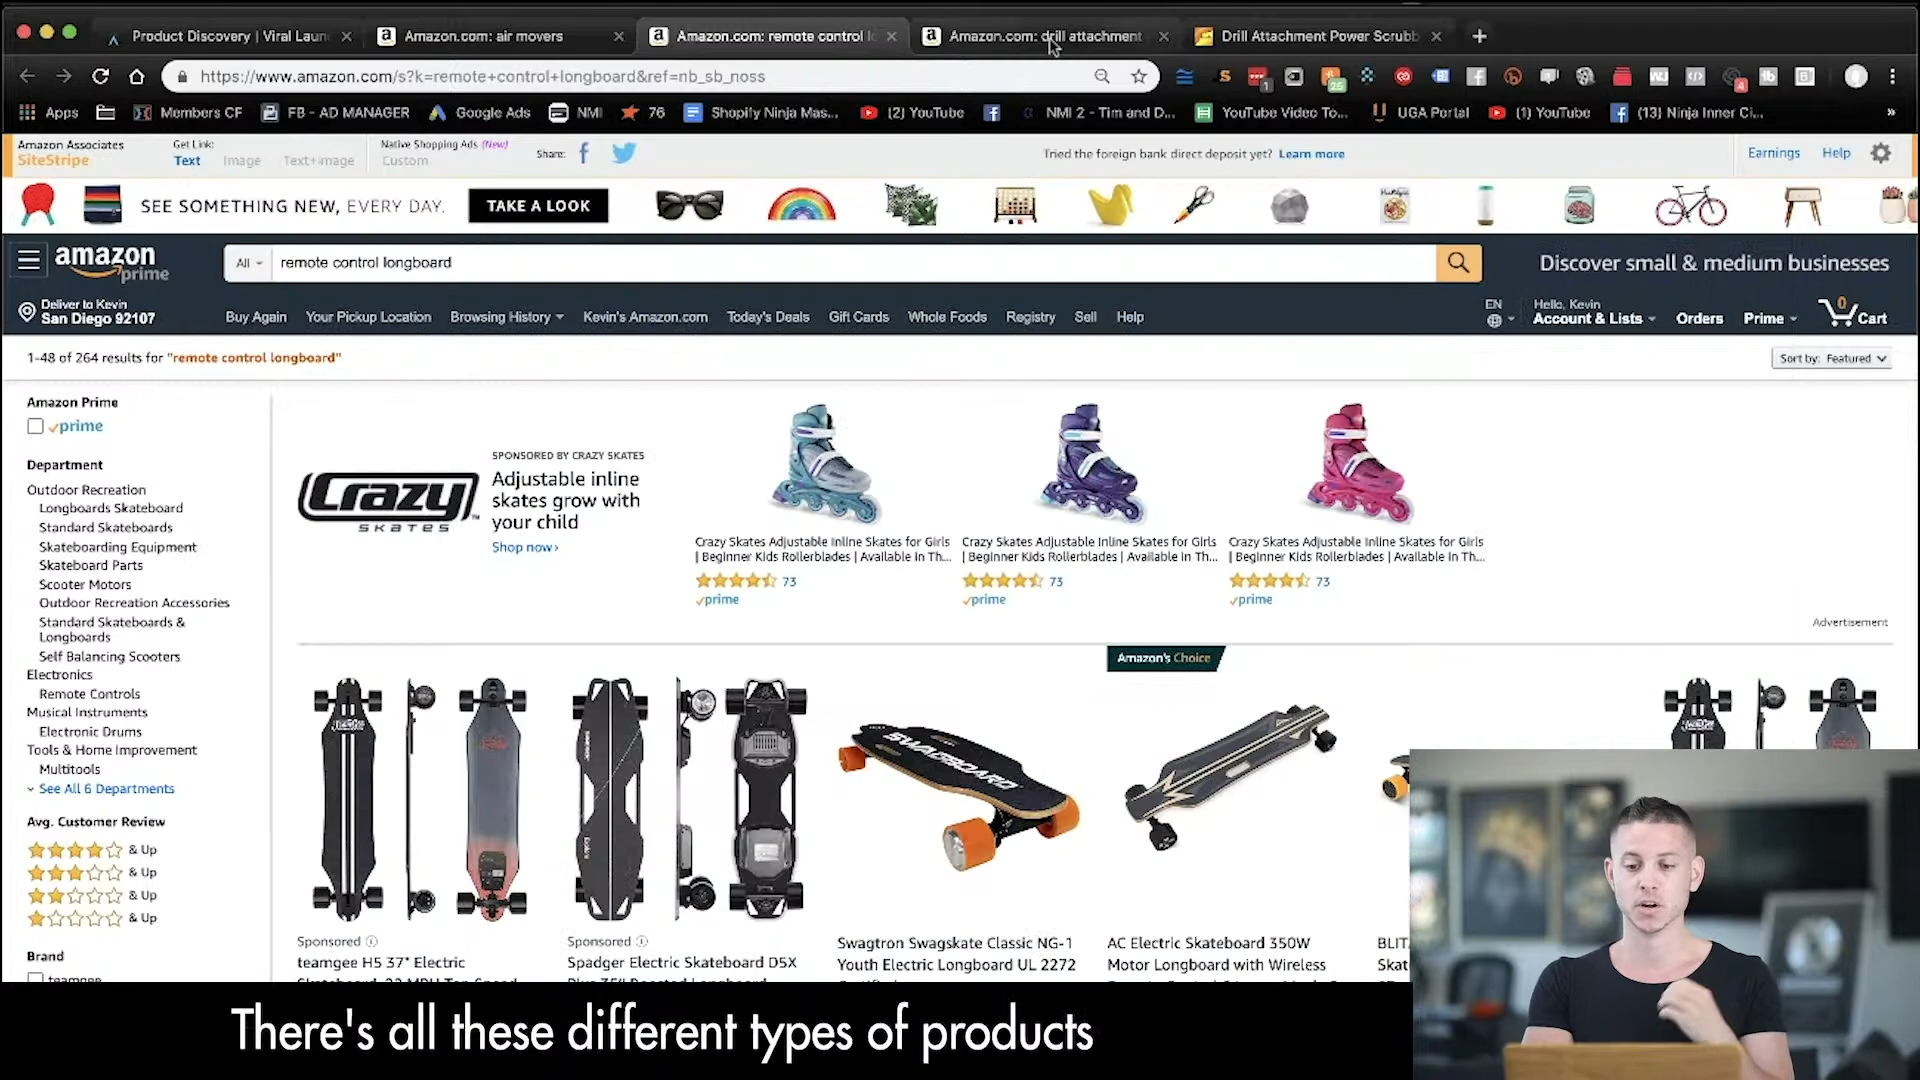 Product Discovery | Viral Laun
Amazon.com: air movers
Amazon.com: remote control l
Amazon.com: drill attachment
Drill Attachment Power Scrubb
https://www.amazon.com/s?k=remote+control+longboard&ref=nb_sb_noss
Apps
Members CF
FB - AD MANAGER
Google Ads
NMI
76
Shopify Ninja Mas...
(2) YouTube
NMI 2 - Tim and D...
YouTube Video To...
UGA Portal
(1) YouTube
(13) Ninja Inner Ci...
Amazon Associates
SiteStripe
Get Link:
Text Image Text+Image
Native Shopping Ads (New)
Custom
Share:
Tried the foreign bank direct deposit yet? Learn more
Earnings
Help
SEE SOMETHING NEW, EVERY DAY.
TAKE A LOOK
amazon
prime
All
remote control longboard
Discover small & medium businesses
Deliver to Kevin
San Diego 92107
Buy Again
Your Pickup Location
Browsing History
Kevin's Amazon.com
Today's Deals
Gift Cards
Whole Foods
Registry
Sell
Help
EN
Hello, Kevin
Account & Lists
Orders
Prime
0
Cart
1-48 of 264 results for "remote control longboard"
Sort by: Featured
Amazon Prime
prime
Department
Outdoor Recreation
Longboards Skateboard
Standard Skateboards
Skateboarding Equipment
Skateboard Parts
Scooter Motors
Outdoor Recreation Accessories
Standard Skateboards &
Longboards
Self Balancing Scooters
Electronics
Remote Controls
Musical Instruments
Electronic Drums
Tools & Home Improvement
Multitools
See All 6 Departments
Avg. Customer Review
& Up
& Up
& Up
& Up
Brand
teamgee
Crazy
SKATES
SPONSORED BY CRAZY SKATES
Adjustable inline
skates grow with
your child
Shop now›
Crazy Skates Adjustable Inline Skates for Girls
| Beginner Kids Rollerblades | Available in Th...
73
prime
Crazy Skates Adjustable Inline Skates for Girls
| Beginner Kids Rollerblades | Available in Th...
73
prime
Crazy Skates Adjustable Inline Skates for Girls
| Beginner Kids Rollerblades | Available in Th...
73
prime
Advertisement
Amazon's Choice
SWAGBOARD
Sponsored
teamgee H5 37" Electric
Sponsored
Spadger Electric Skateboard D5X
Swagtron Swagskate Classic NG-1
Youth Electric Longboard UL 2272
AC Electric Skateboard 350W
Motor Longboard with Wireless
BLIT
Skat
There's all these different types of products